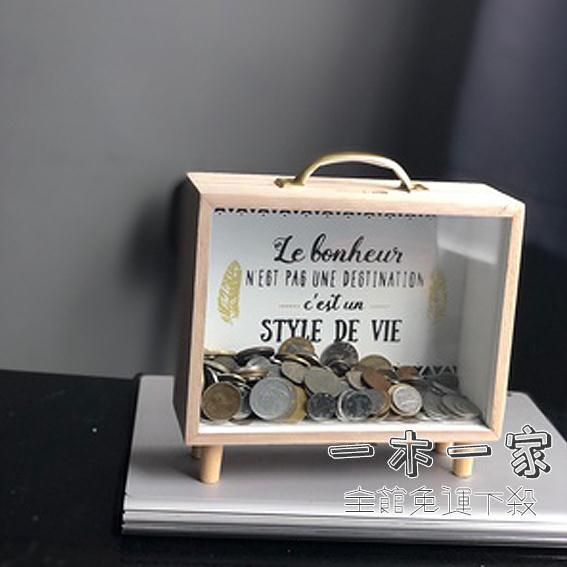 Le bonheur
N'EST PAS UNE DESTINATION
c'est un
STYLE DE VIE
一木一家
全館免運下殺